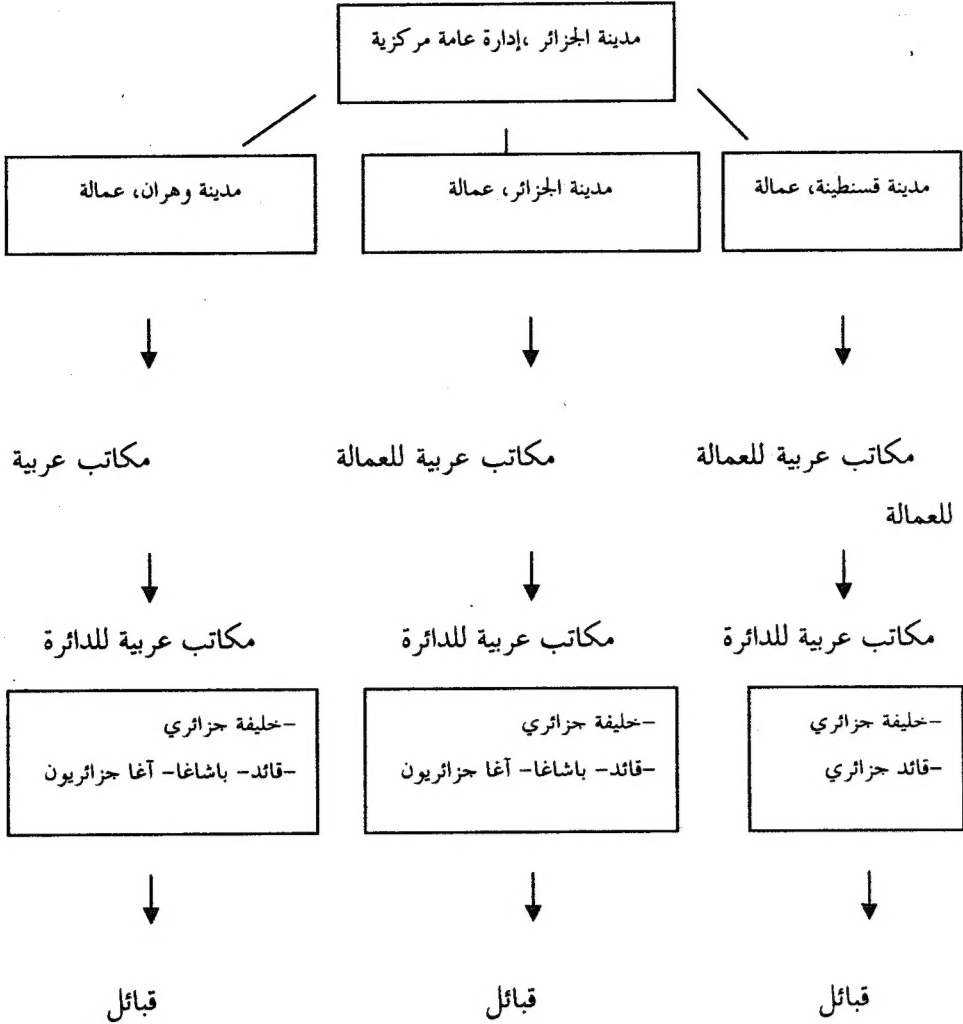 مدينة الجزائر ،إدارة عامة مركزية
مدينة قسنطينة، عمالة
مدينة الجزائر، عمالة
مدينة وهران، عمالة
مكاتب عربية للعمالة
مكاتب عربية للعمالة
مكاتب عربية
للعمالة
مكاتب عربية للدائرة
مكاتب عربية للدائرة
مكاتب عربية للدائرة
-خليفة جزائري
-قائد جزائري
-خليفة جزائري
-قائد- باشاغا- آغا جزائريون
-خليفة جزائري
-قائد- باشاغا- آغا جزائريون
قبائل
قبائل
قبائل